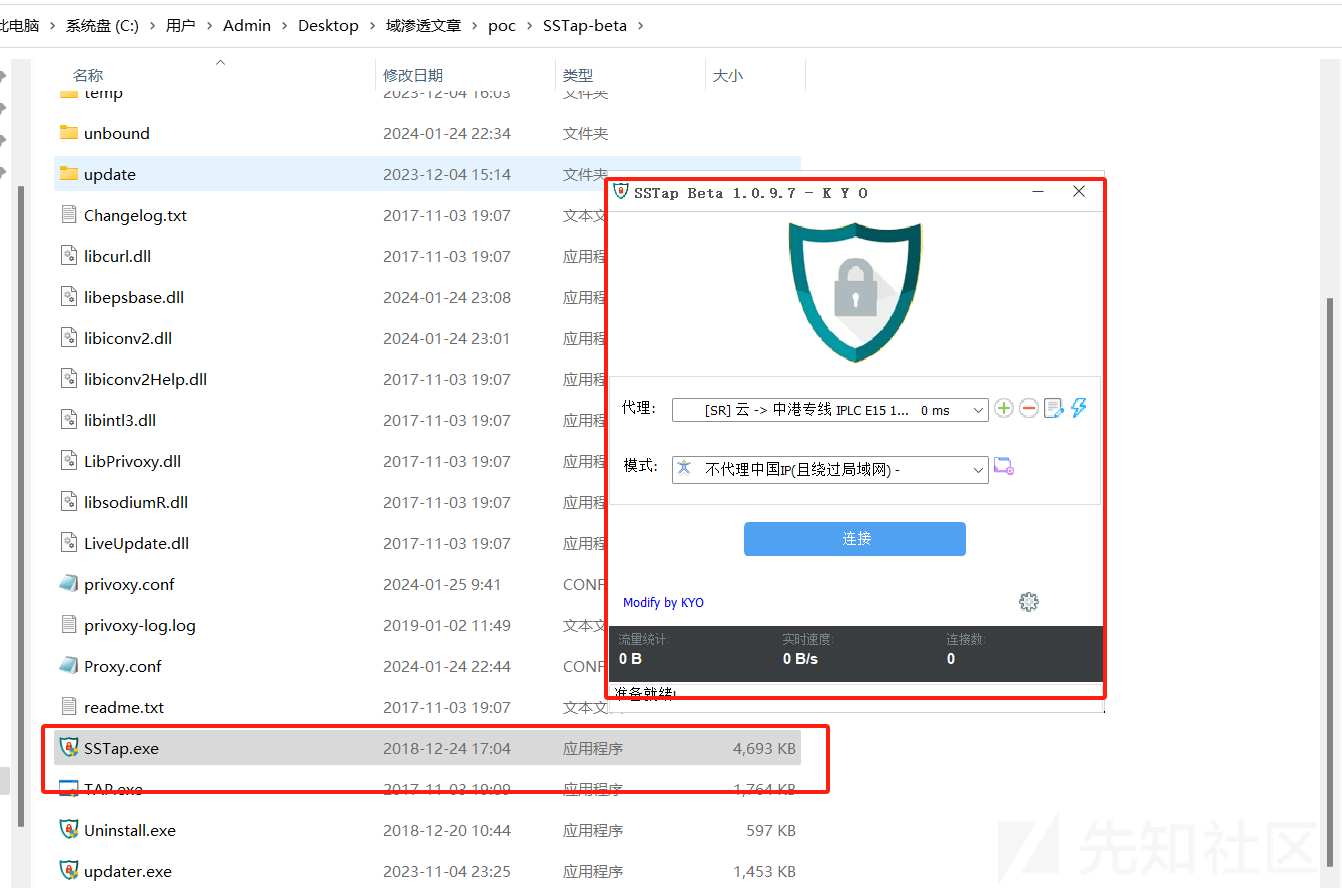 此电脑 > 系统盘 (C:) > 用户 > Admin > Desktop > 域渗透文章 > poc > SSTap-beta >
名称 修改日期 类型 大小
temp 2023-12-04 16:03 文件夹
unbound 2024-01-24 22:34 文件夹
update 2023-12-04 15:14 文件夹
Changelog.txt 2017-11-03 19:07 文本文
libcurl.dll 2017-11-03 19:07 应用程
libepsbase.dll 2024-01-24 23:08 应用程
libiconv2.dll 2024-01-24 23:01 应用程
libiconv2Help.dll 2017-11-03 19:07 应用程
libintl3.dll 2017-11-03 19:07 应用程
LibPrivoxy.dll 2017-11-03 19:07 应用程
libsodiumR.dll 2017-11-03 19:07 应用程
LiveUpdate.dll 2017-11-03 19:07 应用程
privoxy.conf 2024-01-25 9:41 CONF
privoxy-log.log 2019-01-02 11:49 文本文
Proxy.conf 2024-01-24 22:44 CONF
readme.txt 2017-11-03 19:07 文本文
SSTap.exe 2018-12-24 17:04 应用程序 4,693 KB
TAP.exe 2017-11-03 19:09 应用程序 1,764 KB
Uninstall.exe 2018-12-20 10:44 应用程序 597 KB
updater.exe 2023-11-04 23:25 应用程序 1,453 KB
SSTap Beta 1.0.9.7 - K Y O
代理: [SR] 云 -> 中港专线 IPLC E15 1... 0 ms
模式: 不代理中国IP(且绕过局域网) -
连接
Modify by KYO
流量统计: 实时速度: 连接数:
0 B 0 B/s 0
准备就绪!
先知社区